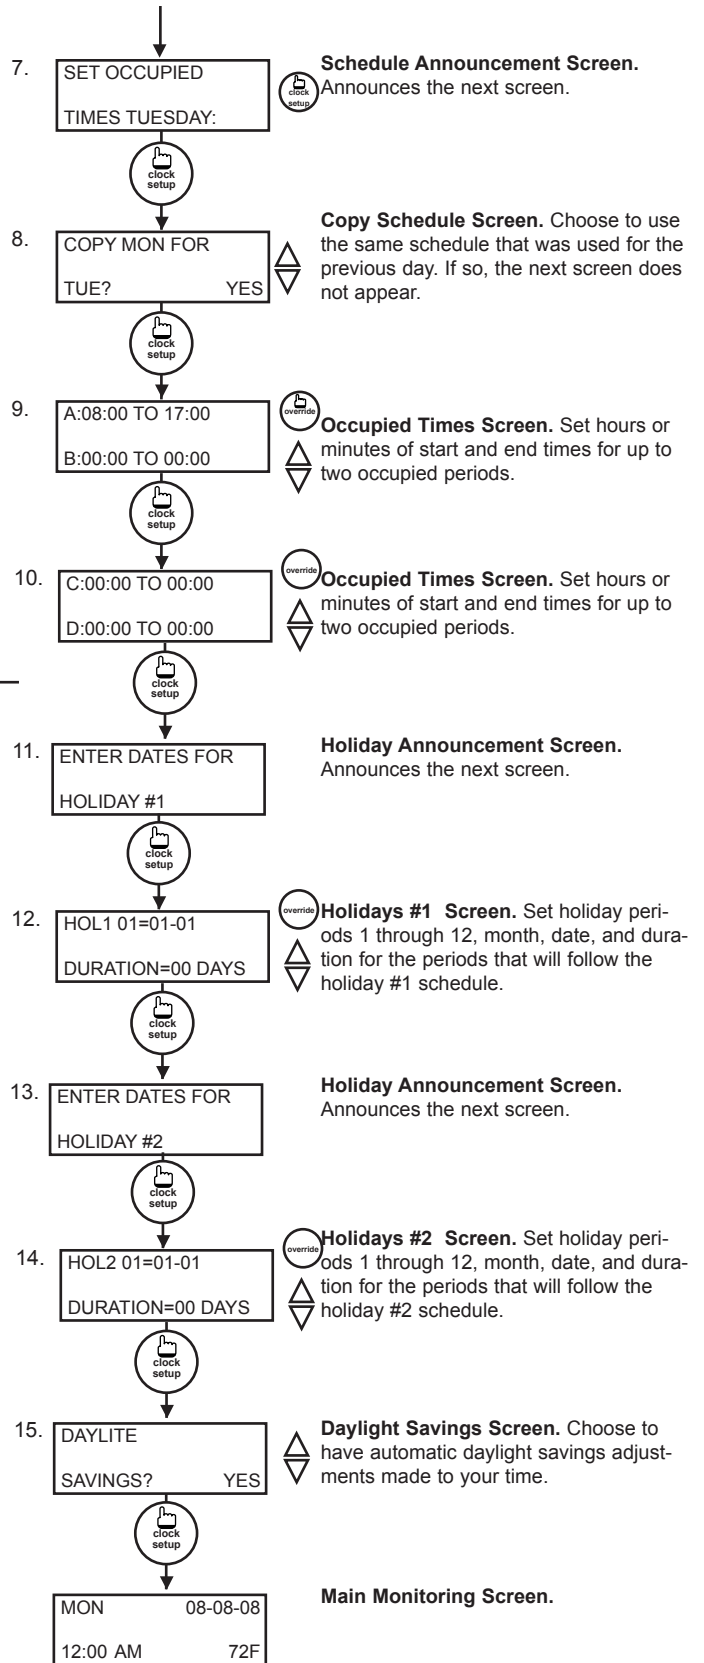 7.
SET OCCUPIED
TIMES TUESDAY:
clock
setup
Schedule Announcement Screen.
Announces the next screen.
clock
setup
8.
COPY MON FOR
TUE? YES
Copy Schedule Screen. Choose to use
the same schedule that was used for the
previous day. If so, the next screen does
not appear.
clock
setup
9.
A:08:00 TO 17:00
B:00:00 TO 00:00
override
Occupied Times Screen. Set hours or
minutes of start and end times for up to
two occupied periods.
clock
setup
10.
C:00:00 TO 00:00
D:00:00 TO 00:00
override
Occupied Times Screen. Set hours or
minutes of start and end times for up to
two occupied periods.
clock
setup
11.
ENTER DATES FOR
HOLIDAY #1
Holiday Announcement Screen.
Announces the next screen.
clock
setup
12.
HOL1 01=01-01
DURATION=00 DAYS
override
Holidays #1 Screen. Set holiday peri-
ods 1 through 12, month, date, and dura-
tion for the periods that will follow the
holiday #1 schedule.
clock
setup
13.
ENTER DATES FOR
HOLIDAY #2
Holiday Announcement Screen.
Announces the next screen.
clock
setup
14.
HOL2 01=01-01
DURATION=00 DAYS
override
Holidays #2 Screen. Set holiday peri-
ods 1 through 12, month, date, and dura-
tion for the periods that will follow the
holiday #2 schedule.
clock
setup
15.
DAYLITE
SAVINGS? YES
Daylight Savings Screen. Choose to
have automatic daylight savings adjust-
ments made to your time.
clock
setup
MON 08-08-08
12:00 AM 72F
Main Monitoring Screen.